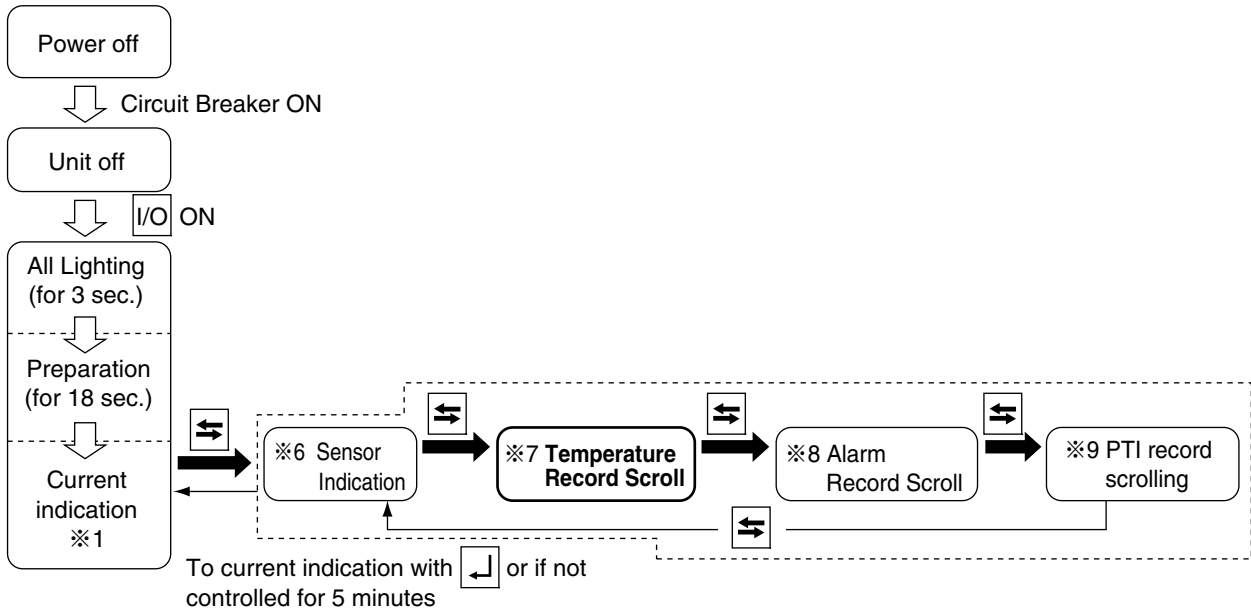 Power off
Circuit Breaker ON
Unit off
I/O ON
All Lighting
(for 3 sec.)
Preparation
(for 18 sec.)
Current
indication
※1
※6 Sensor
Indication
※7 Temperature
Record Scroll
※8 Alarm
Record Scroll
※9 PTI record
scrolling
To current indication with or if not
controlled for 5 minutes